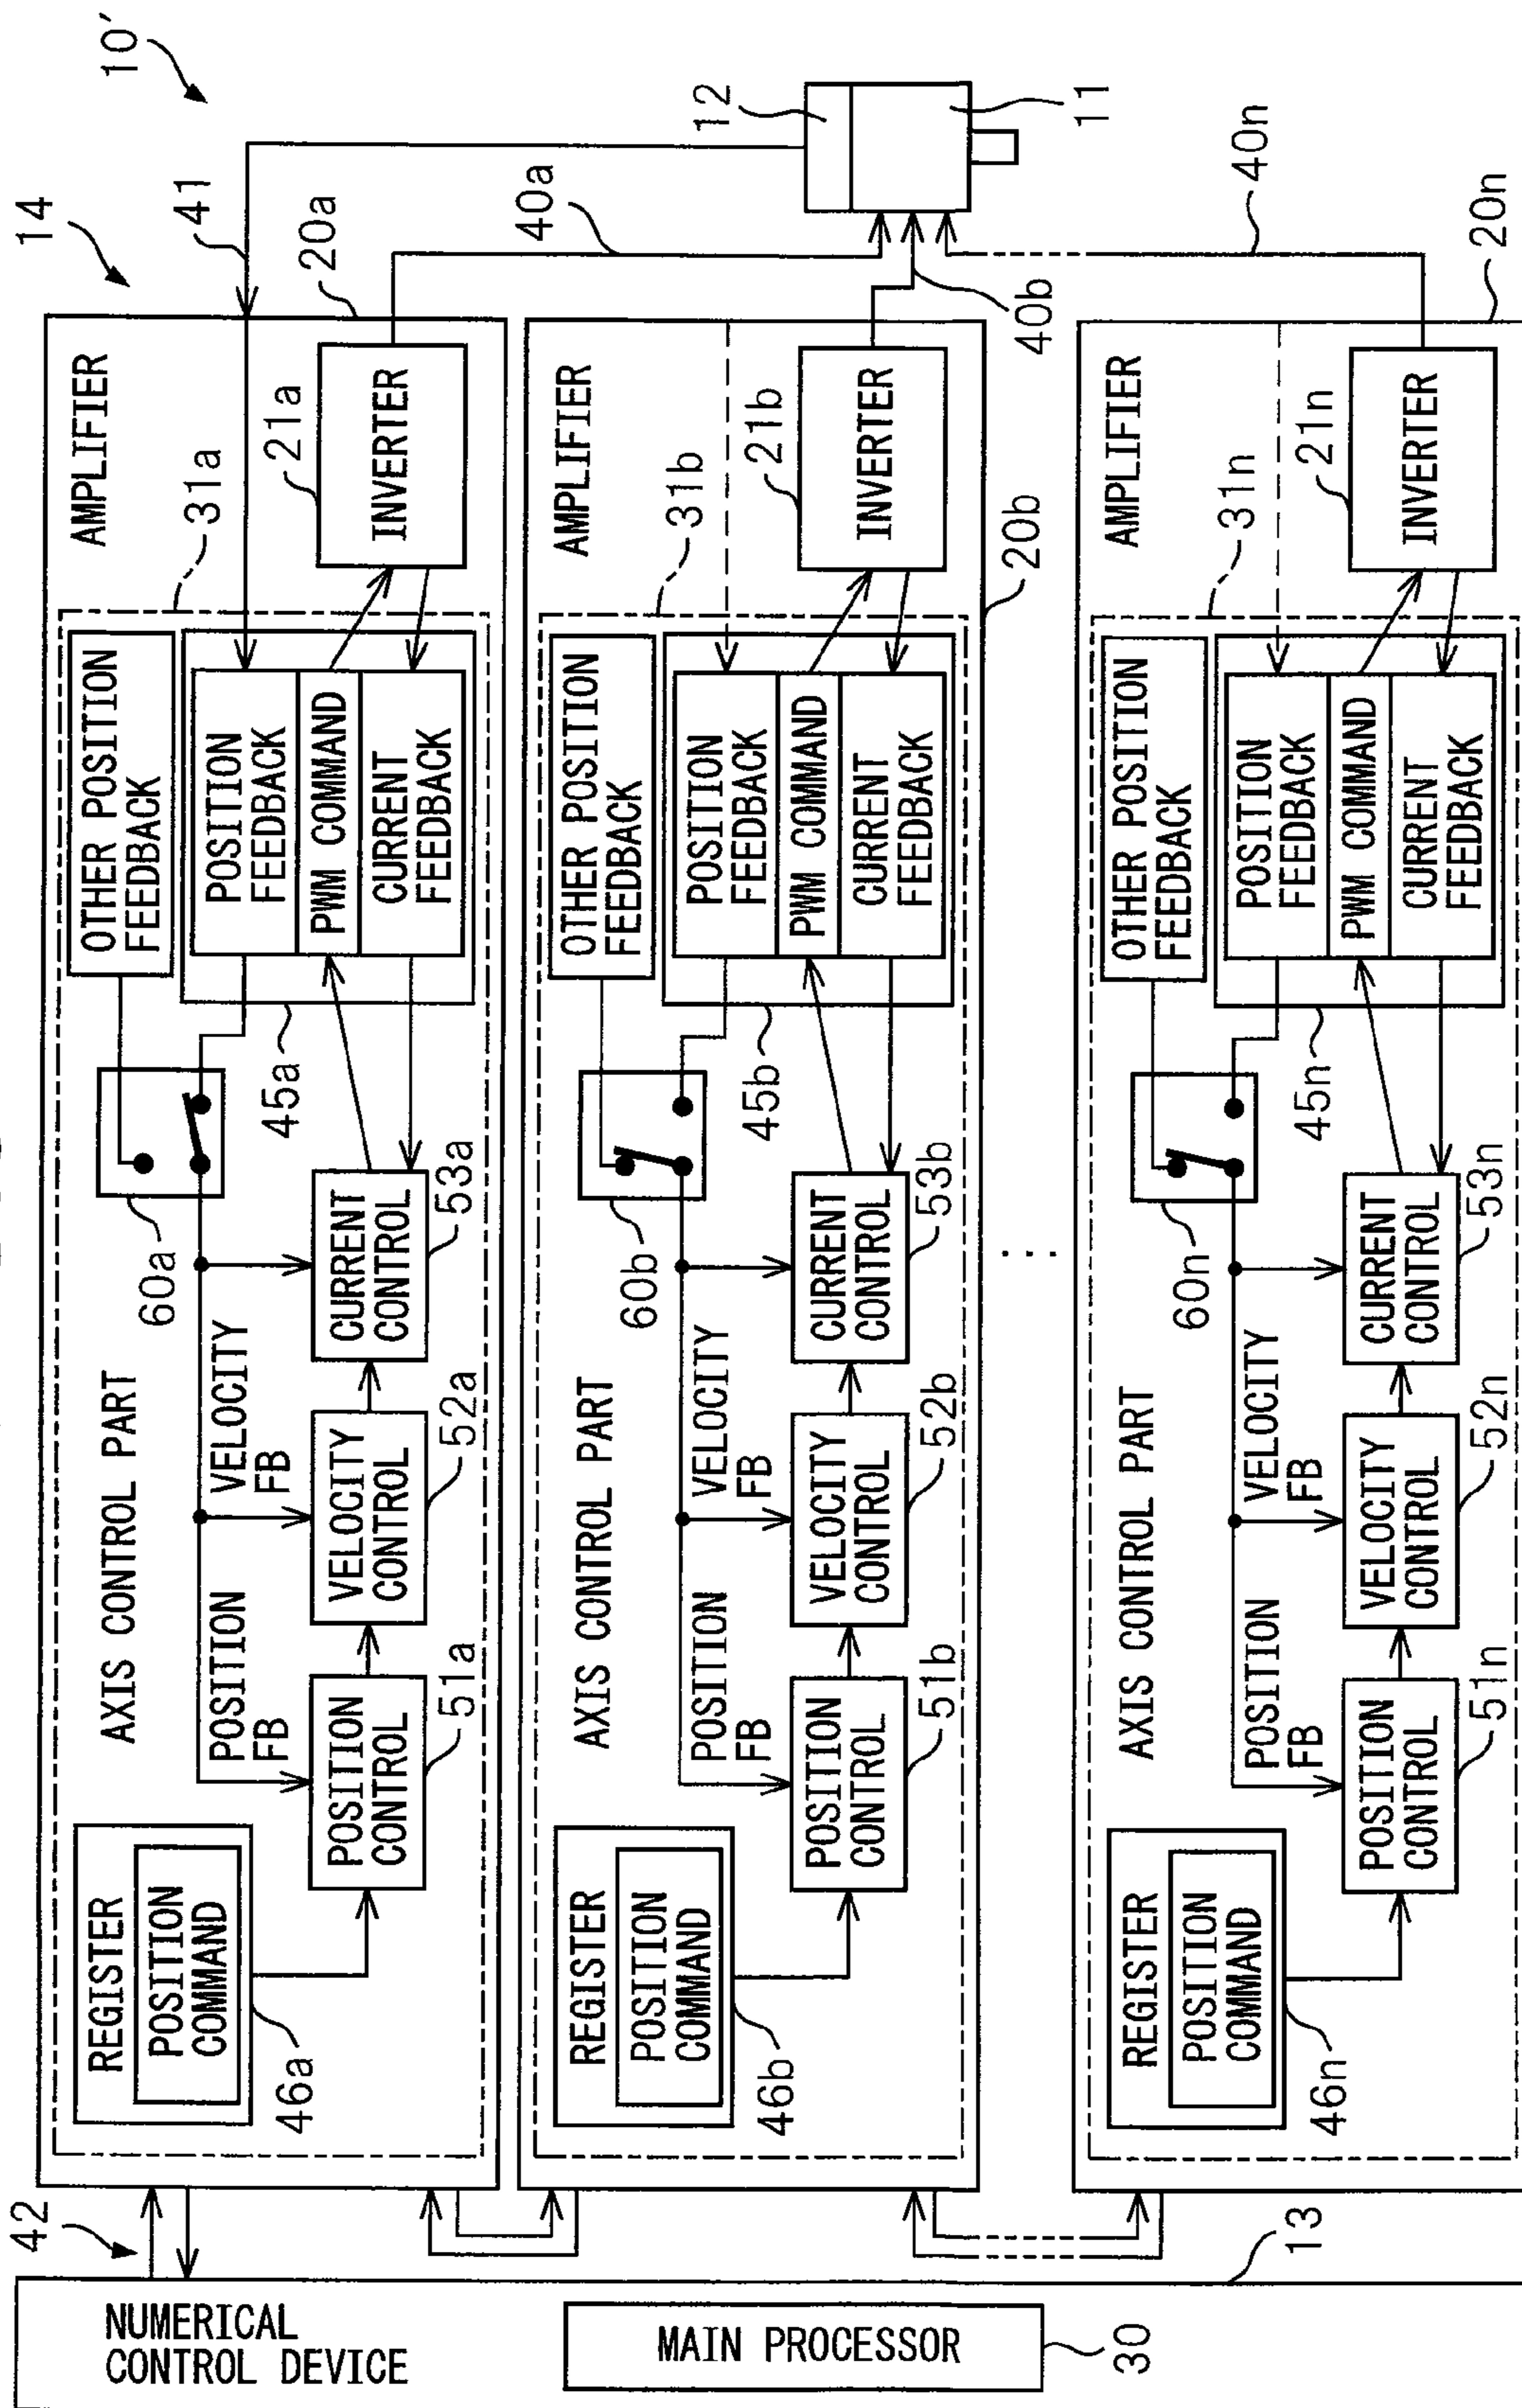 10′
14
42
NUMERICAL
CONTROL DEVICE
MAIN PROCESSOR
30
13
AMPLIFIER
20a
41
31a
AXIS CONTROL PART
REGISTER
POSITION
COMMAND
46a
POSITION
FB
VELOCITY
FB
POSITION
CONTROL
51a
VELOCITY
CONTROL
52a
CURRENT
CONTROL
53a
60a
OTHER POSITION
FEEDBACK
POSITION
FEEDBACK
PWM COMMAND
CURRENT
FEEDBACK
45a
INVERTER
21a
40a
12
11
AMPLIFIER
20b
31b
AXIS CONTROL PART
REGISTER
POSITION
COMMAND
46b
POSITION
FB
VELOCITY
FB
POSITION
CONTROL
51b
VELOCITY
CONTROL
52b
CURRENT
CONTROL
53b
60b
OTHER POSITION
FEEDBACK
POSITION
FEEDBACK
PWM COMMAND
CURRENT
FEEDBACK
45b
INVERTER
21b
40b
...
AMPLIFIER
20n
31n
AXIS CONTROL PART
REGISTER
POSITION
COMMAND
46n
POSITION
FB
VELOCITY
FB
POSITION
CONTROL
51n
VELOCITY
CONTROL
52n
CURRENT
CONTROL
53n
60n
OTHER POSITION
FEEDBACK
POSITION
FEEDBACK
PWM COMMAND
CURRENT
FEEDBACK
45n
INVERTER
21n
40n